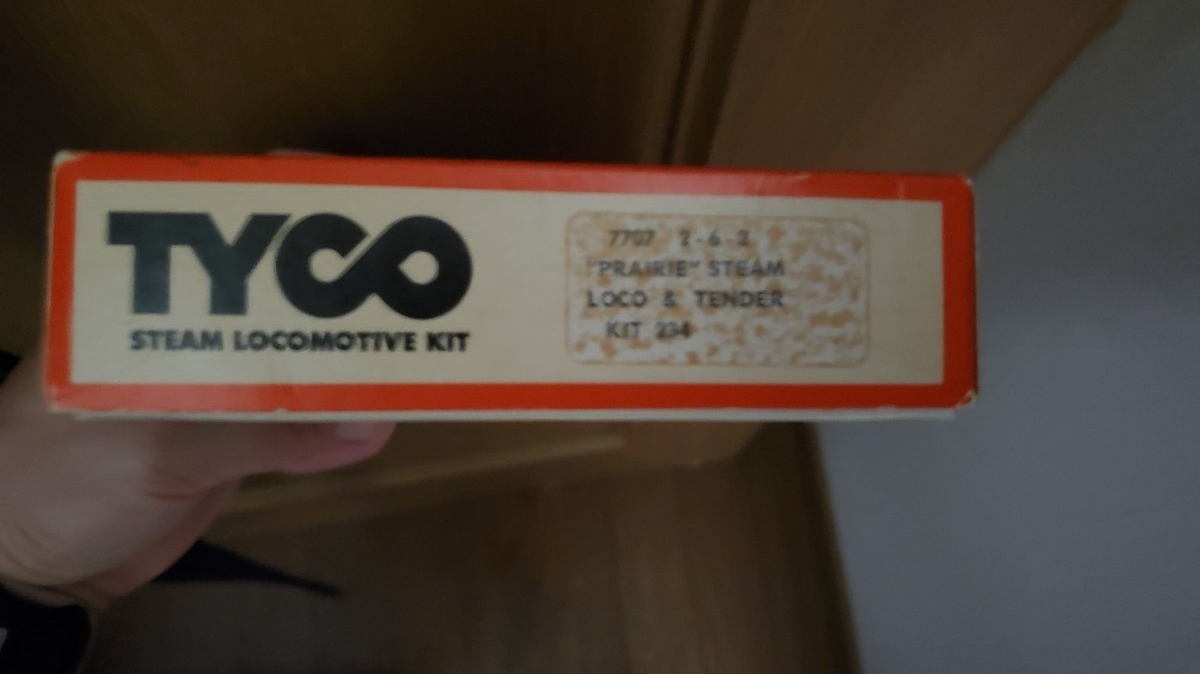 TYCO
STEAM LOCOMOTIVE KIT
7707 2-6-2
"PRAIRIE" STEAM
LOCO & TENDER
KIT 234